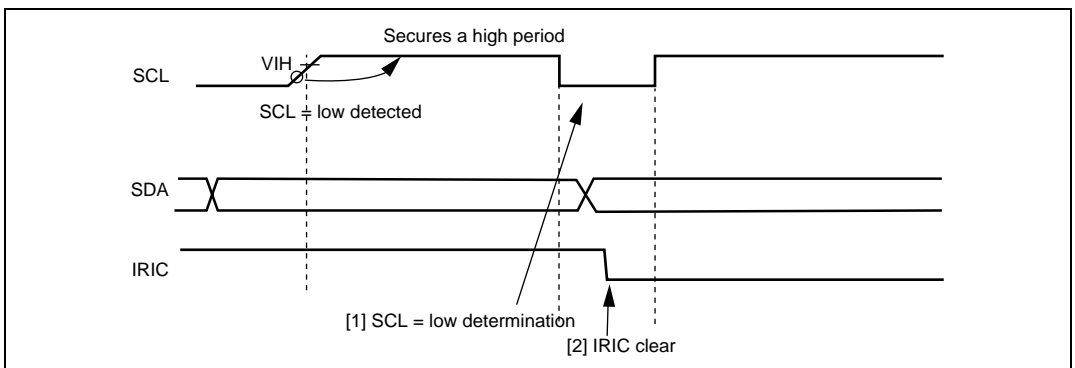 Secures a high period
VIH
SCL
SCL = low detected
SDA
IRIC
[1] SCL = low determination
[2] IRIC clear